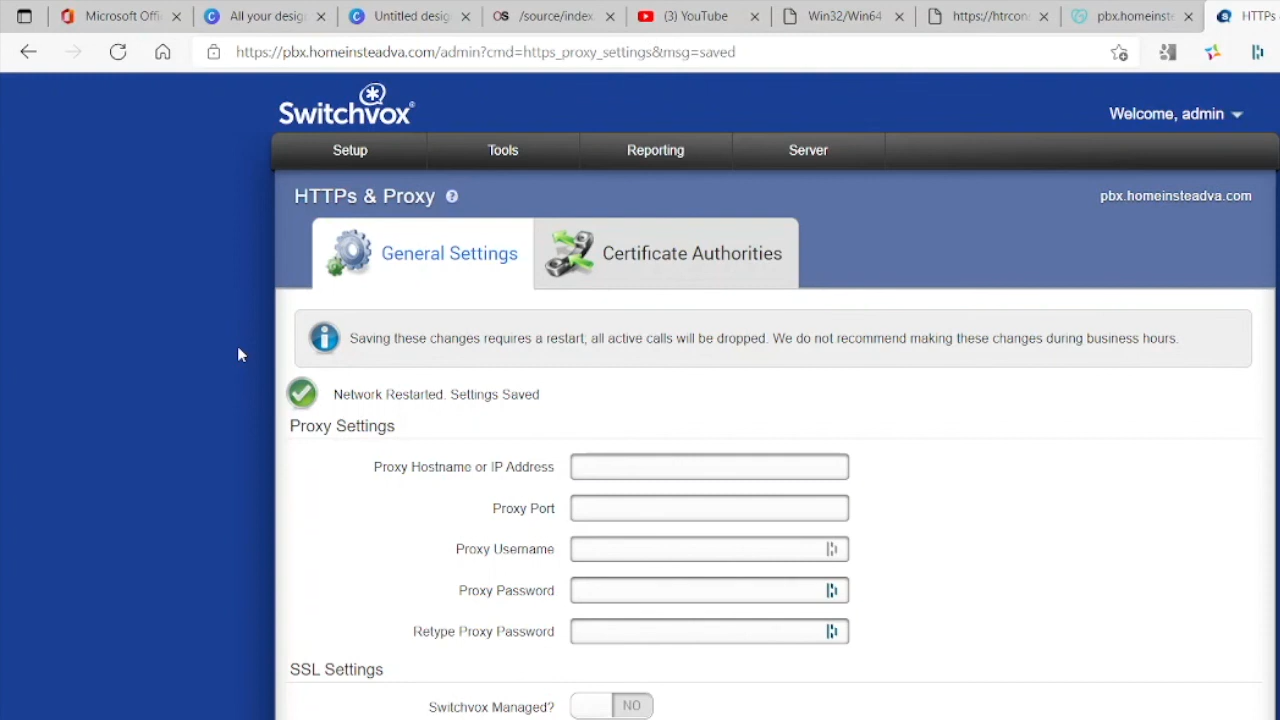 Microsoft Offi
All your desig
Untitled desig
OS /source/index
(3) YouTube
Win32/Win64
https://htrcon
pbx.homeinste
HTTPs
https://pbx.homeinsteadva.com/admin?cmd=https_proxy_settings&msg=saved
Switchvox
Welcome, admin
Setup
Tools
Reporting
Server
HTTPs & Proxy ?
pbx.homeinsteadva.com
General Settings
Certificate Authorities
Saving these changes requires a restart, all active calls will be dropped. We do not recommend making these changes during business hours.
Network Restarted. Settings Saved
Proxy Settings
Proxy Hostname or IP Address
Proxy Port
Proxy Username
Proxy Password
Retype Proxy Password
SSL Settings
Switchvox Managed? NO